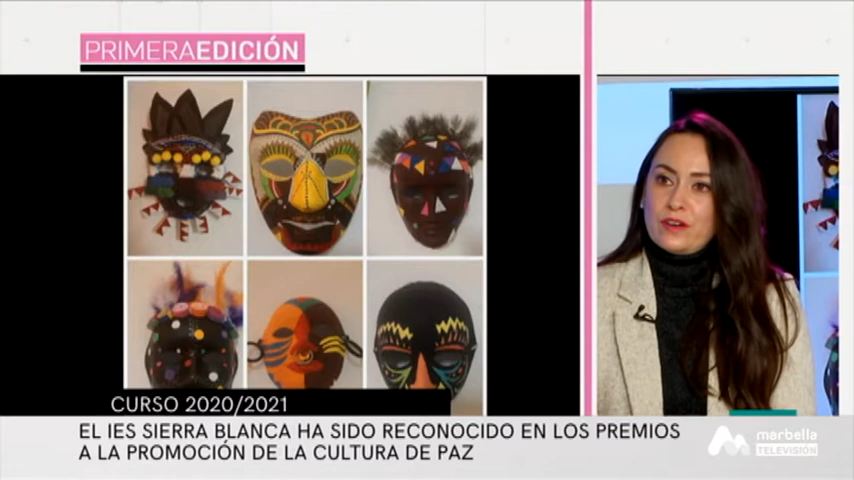 PRIMERAEDICIÓN
CURSO 2020/2021
EL IES SIERRA BLANCA HA SIDO RECONOCIDO EN LOS PREMIOS
A LA PROMOCIÓN DE LA CULTURA DE PAZ
marbella
TELEVISIÓN